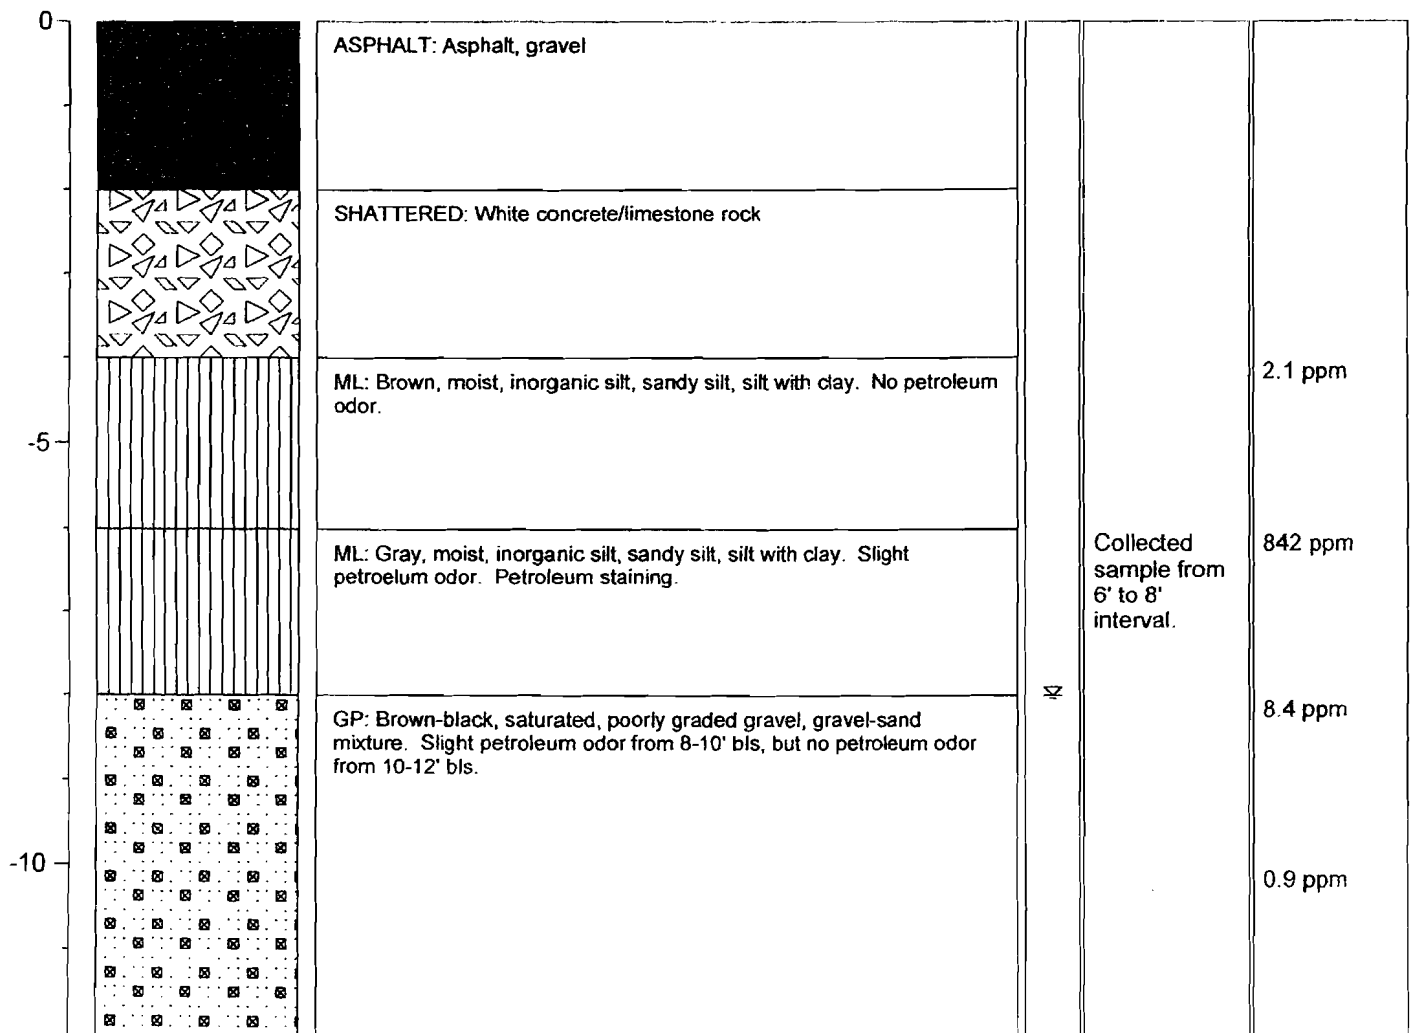 0
ASPHALT: Asphalt, gravel
SHATTERED: White concrete/limestone rock
ML: Brown, moist, inorganic silt, sandy silt, silt with clay. No petroleum
odor.
2.1 ppm
-5
ML: Gray, moist, inorganic silt, sandy silt, silt with clay. Slight
petroelum odor. Petroleum staining.
Collected
sample from
6' to 8'
interval.
842 ppm
GP: Brown-black, saturated, poorly graded gravel, gravel-sand
mixture. Slight petroleum odor from 8-10' bls, but no petroleum odor
from 10-12' bls.
8.4 ppm
-10
0.9 ppm